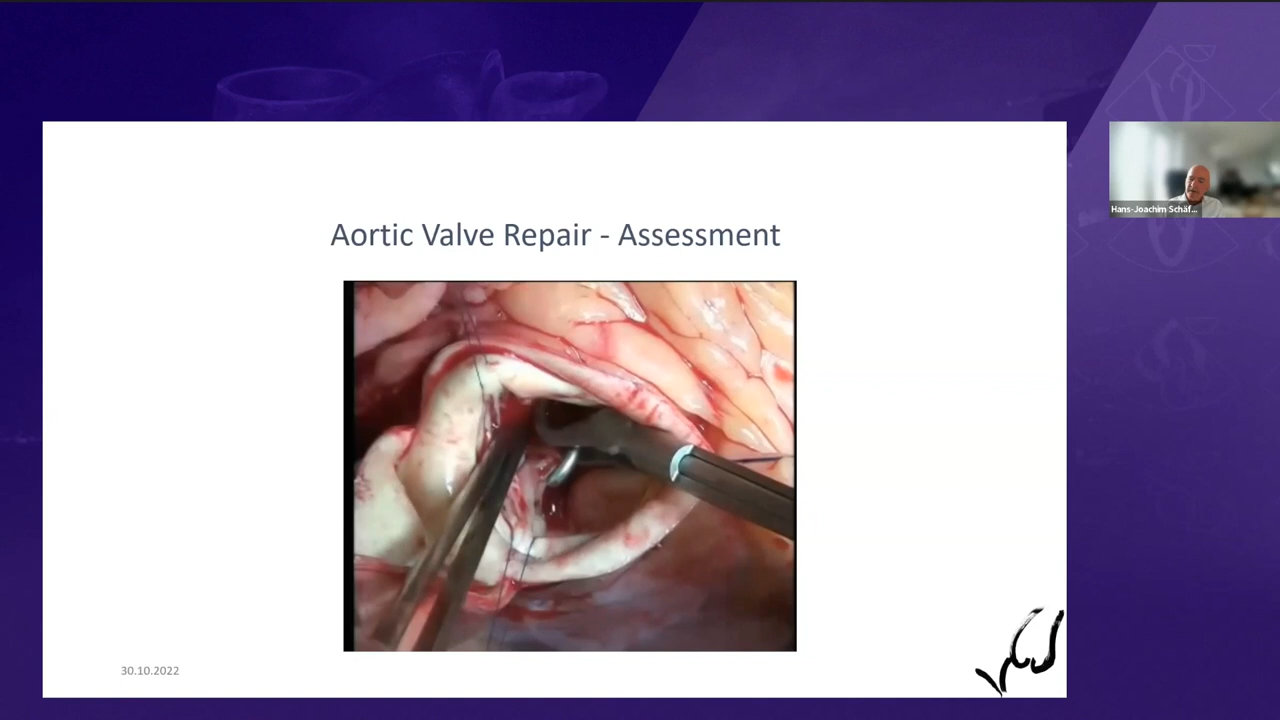 Aortic Valve Repair - Assessment
Hans-Joachim Schäf...
30.10.2022